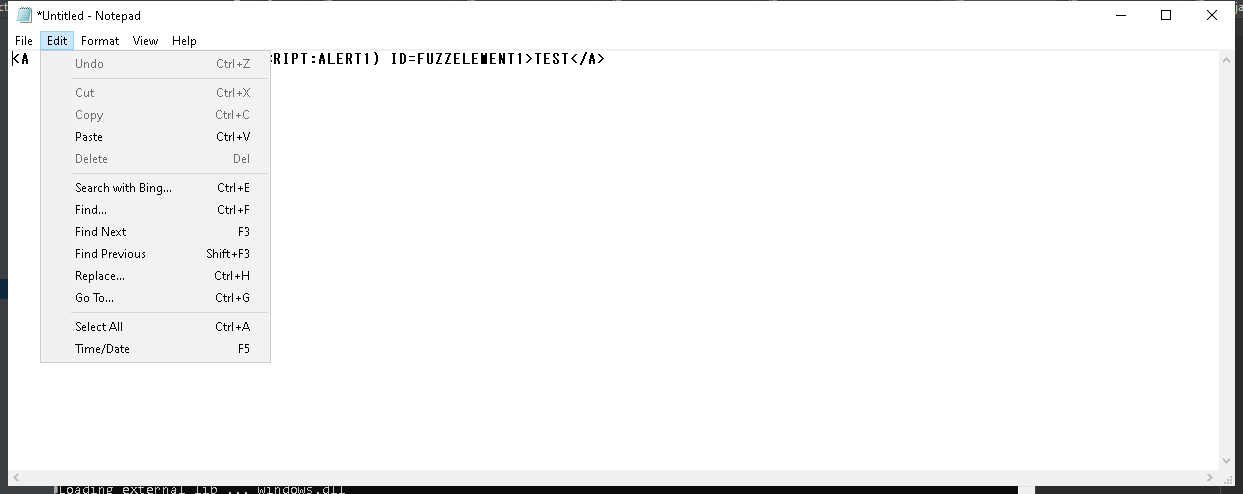 *Untitled - Notepad
File Edit Format View Help
<A RIPT:ALERT1) ID=FUZZELEMENT1>TEST</A>
Undo Ctrl+Z
Cut Ctrl+X
Copy Ctrl+C
Paste Ctrl+V
Delete Del
Search with Bing... Ctrl+E
Find... Ctrl+F
Find Next F3
Find Previous Shift+F3
Replace... Ctrl+H
Go To... Ctrl+G
Select All Ctrl+A
Time/Date F5
Loading external lib ... windows.dll